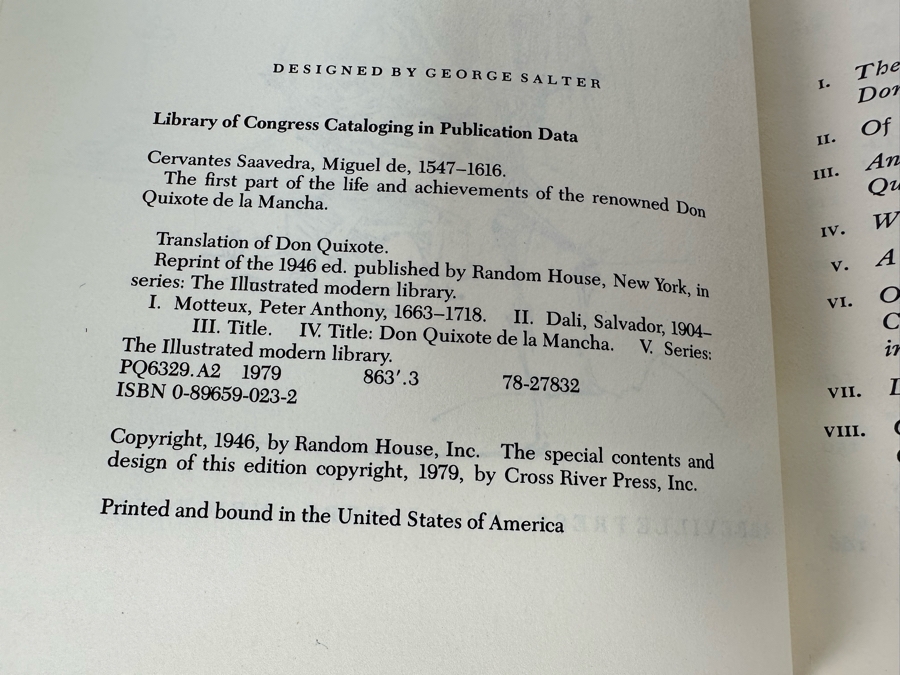 DESIGNED BY GEORGE SALTER
Library of Congress Cataloging in Publication Data
Cervantes Saavedra, Miguel de, 1547–1616.
The first part of the life and achievements of the renowned Don
Quixote de la Mancha.
Translation of Don Quixote.
Reprint of the 1946 ed. published by Random House, New York, in
series: The Illustrated modern library.
I. Motteux, Peter Anthony, 1663–1718. II. Dali, Salvador, 1904–
III. Title. IV. Title: Don Quixote de la Mancha. V. Series:
The Illustrated modern library.
PQ6329.A2 1979 863′.3 78-27832
ISBN 0-89659-023-2
Copyright, 1946, by Random House, Inc. The special contents and
design of this edition copyright, 1979, by Cross River Press, Inc.
Printed and bound in the United States of America
I. The
Don
II. Of
III. An
Qu
IV. W
V. A
VI. O
C
in
VII.
VIII.